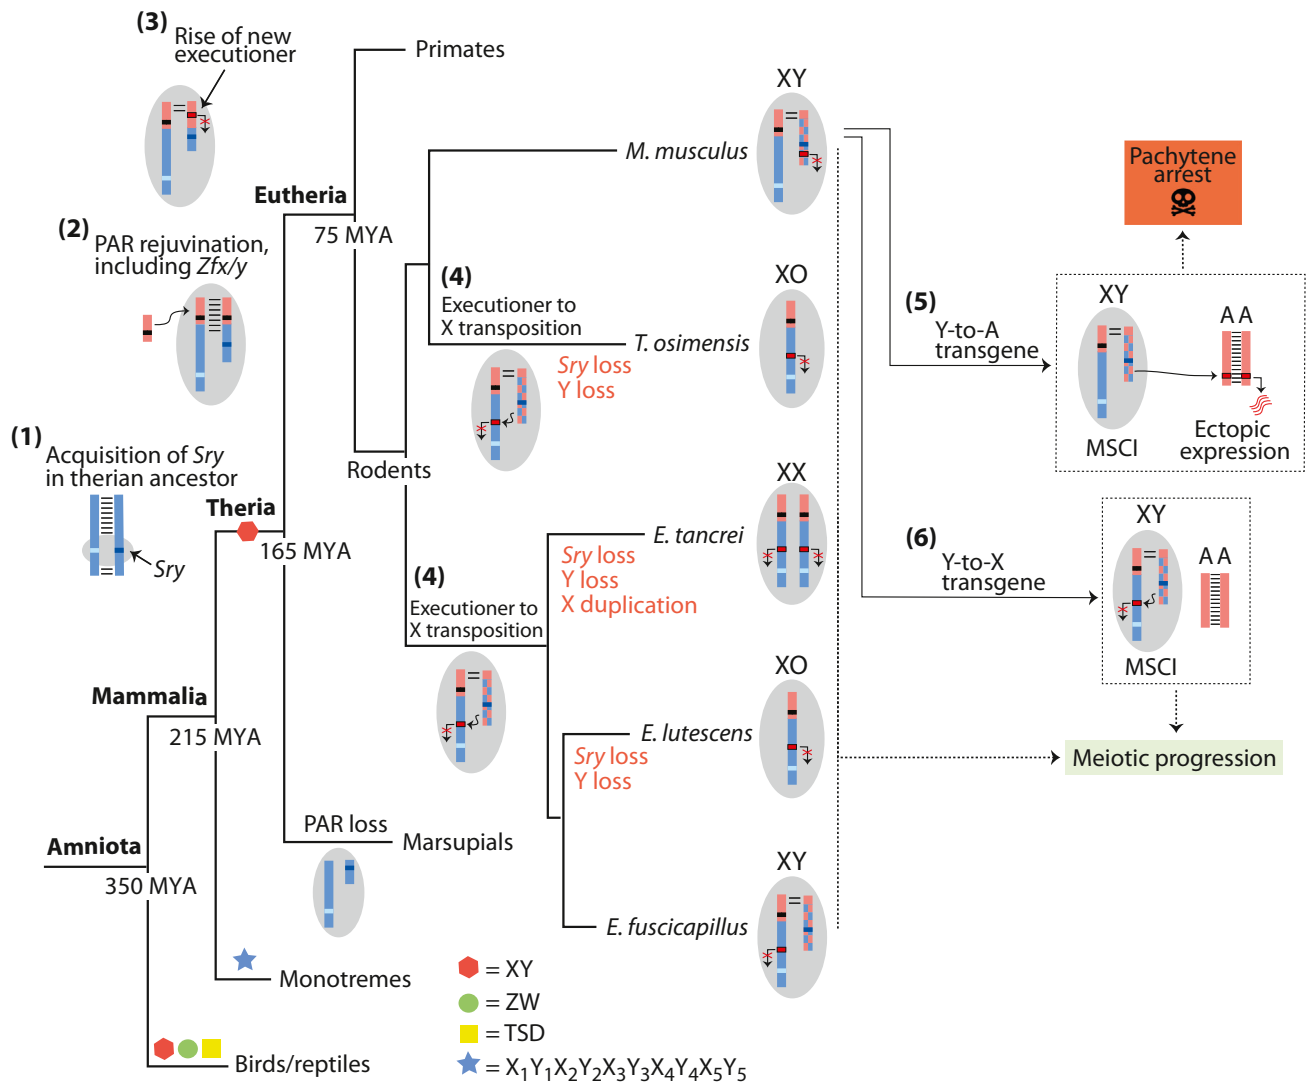 (3)
Rise of new
executioner
Primates
XY
M. musculus
Pachytene
arrest
Eutheria
75 MYA
(2)
PAR rejuvination,
including Zfx/y
(4)
Executioner to
X transposition
XO
T. osimensis
Sry loss
Y loss
(5)
Y-to-A
transgene
XY
A A
MSCI
Ectopic
expression
(1)
Acquisition of Sry
in therian ancestor
Sry
Theria
165 MYA
Rodents
XX
E. tancrei
Sry loss
Y loss
X duplication
(4)
Executioner to
X transposition
(6)
Y-to-X
transgene
XY
A A
MSCI
Mammalia
215 MYA
XO
E. lutescens
Sry loss
Y loss
Meiotic progression
Amniota
350 MYA
PAR loss
Marsupials
XY
E. fuscicapillus
Monotremes
Birds/reptiles
= XY
= ZW
= TSD
= X₁Y₁X₂Y₂X₃Y₃X₄Y₄X₅Y₅